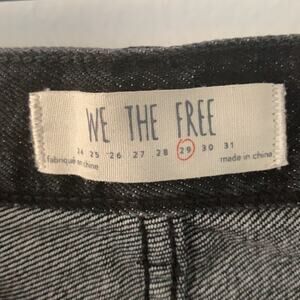 WE THE FREE
24 25 26 27 28 29 30 31
fabriqué en chine made in china